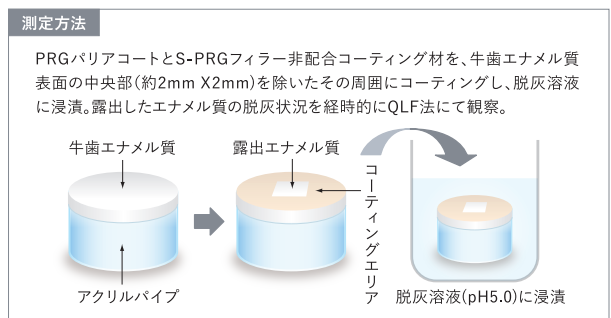 測定方法
PRGバリアコートとS-PRGフィラー非配合コーティング材を、牛歯エナメル質
表面の中央部(約2mm X2mm)を除いたその周囲にコーティングし、脱灰溶液
に浸漬。露出したエナメル質の脱灰状況を経時的にQLF法にて観察。
牛歯エナメル質
露出エナメル質
コーティングエリア
アクリルパイプ
脱灰溶液(pH5.0)に浸漬